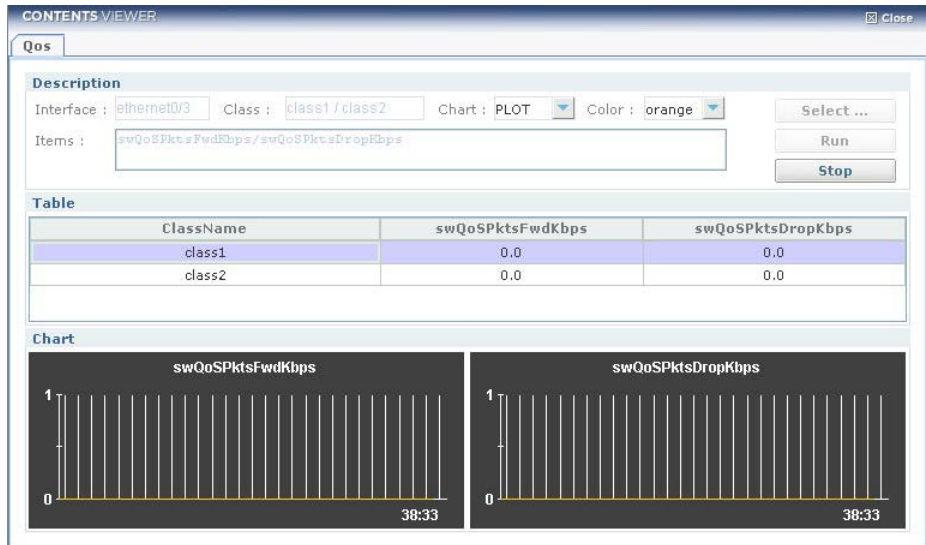 CONTENTS VIEWER Close
Qos
Description
Interface : ethernet0/3 Class : class1 / class2 Chart : PLOT Color : orange Select ...
Items : swQoSPktsFwdKbps/swQoSPktsDropKbps Run
Stop
Table
ClassName swQoSPktsFwdKbps swQoSPktsDropKbps
class1 0.0 0.0
class2 0.0 0.0
Chart
swQoSPktsFwdKbps swQoSPktsDropKbps
1 1
0 0
38:33 38:33